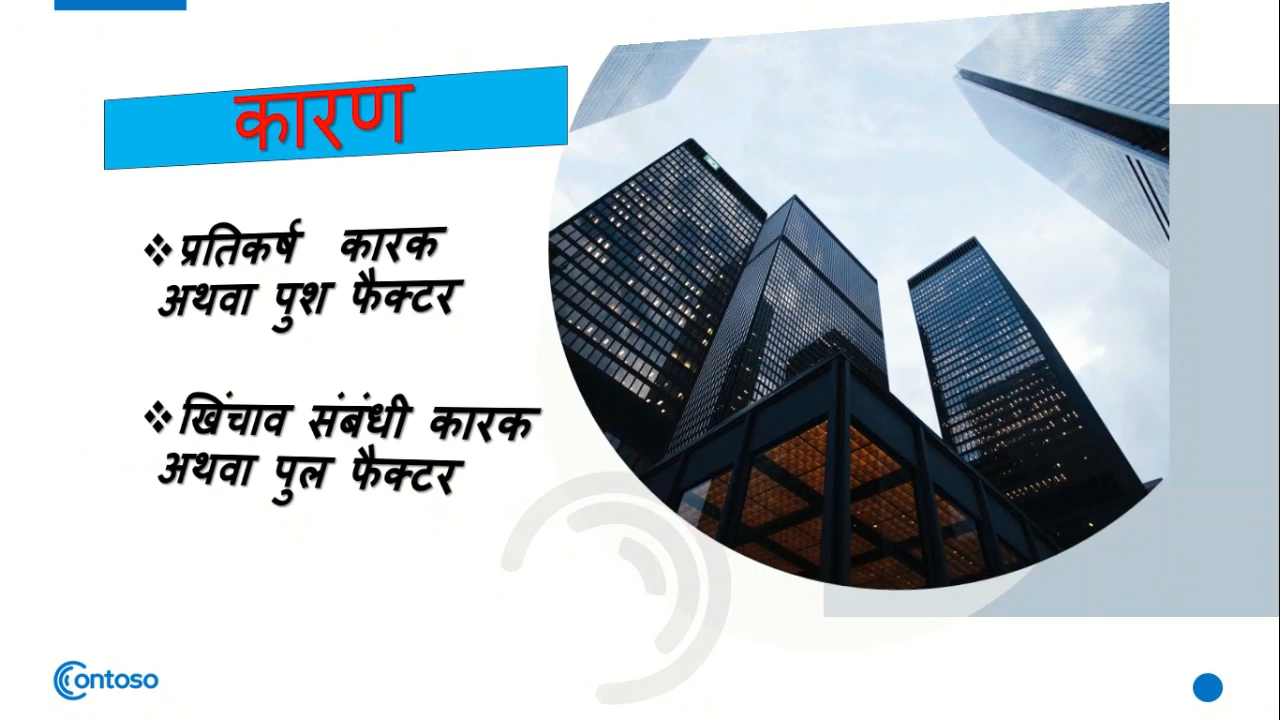 कारण
❖प्रतिकर्ष कारक
अथवा पुश फैक्टर
❖खिंचाव संबंधी कारक
अथवा पुल फैक्टर
Contoso